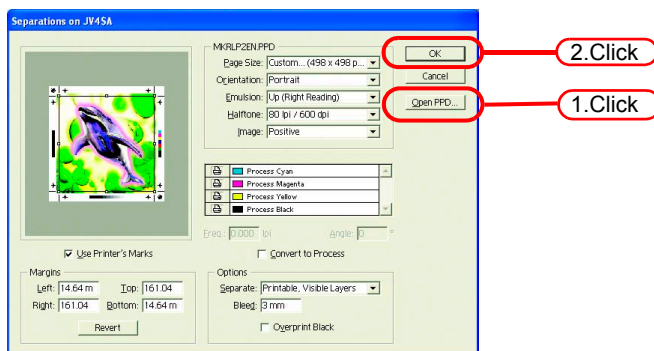 Separations on JV4SA
MKRLP2EN.PPD
Page Size: Custom... (498 x 498 p...
Orientation: Portrait
Emulsion: Up (Right Reading)
Halftone: 80 lpi / 600 dpi
Image: Positive
OK
Cancel
Open PPD...
2.Click
1.Click
Process Cyan
Process Magenta
Process Yellow
Process Black
Freq.: 0.000 lpi Angle: 0 °
Use Printer's Marks
Convert to Process
Margins
Left: 14.64 m Top: 161.04
Right: 161.04 Bottom: 14.64 m
Revert
Options
Separate: Printable, Visible Layers
Bleed: 3 mm
Overprint Black